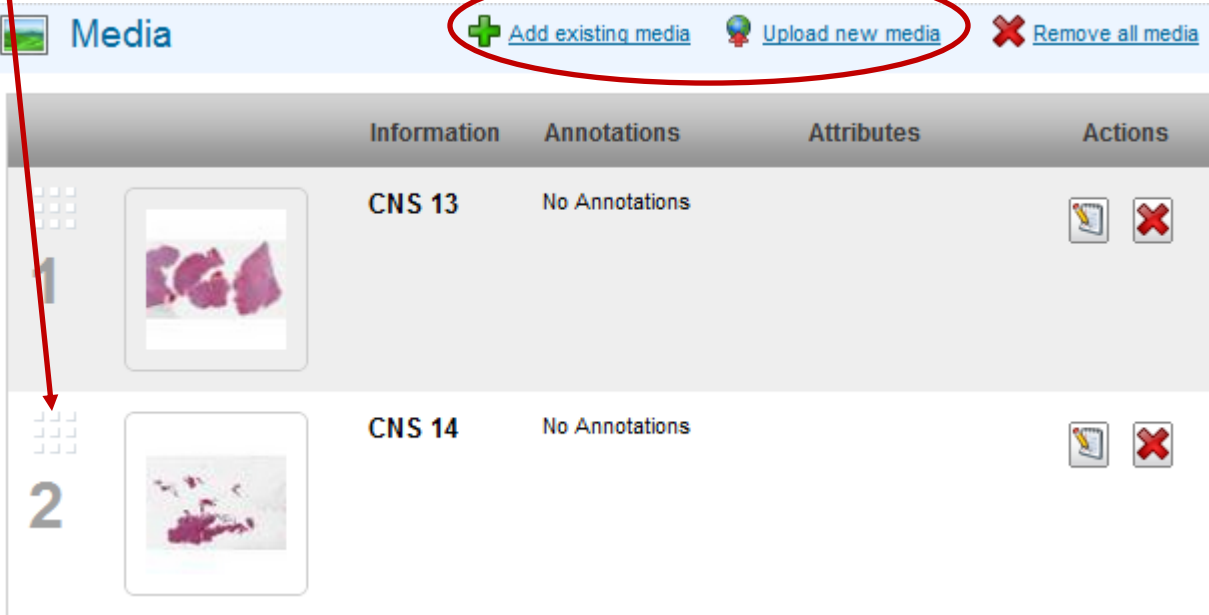 Media Add existing media Upload new media Remove all media
Information Annotations Attributes Actions
CNS 13 No Annotations
1
CNS 14 No Annotations
2